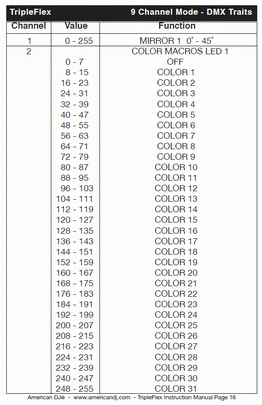 TripleFlex 9 Channel Mode - DMX Traits
Channel Value Function
1 0 - 255 MIRROR 1 0° - 45°
2 COLOR MACROS LED 1
0 - 7 OFF
8 - 15 COLOR 1
16 - 23 COLOR 2
24 - 31 COLOR 3
32 - 39 COLOR 4
40 - 47 COLOR 5
48 - 55 COLOR 6
56 - 63 COLOR 7
64 - 71 COLOR 8
72 - 79 COLOR 9
80 - 87 COLOR 10
88 - 95 COLOR 11
96 - 103 COLOR 12
104 - 111 COLOR 13
112 - 119 COLOR 14
120 - 127 COLOR 15
128 - 135 COLOR 16
136 - 143 COLOR 17
144 - 151 COLOR 18
152 - 159 COLOR 19
160 - 167 COLOR 20
168 - 175 COLOR 21
176 - 183 COLOR 22
184 - 191 COLOR 23
192 - 199 COLOR 24
200 - 207 COLOR 25
208 - 215 COLOR 26
216 - 223 COLOR 27
224 - 231 COLOR 28
232 - 239 COLOR 29
240 - 247 COLOR 30
248 - 255 COLOR 31
American DJ® - www.americandj.com - TripleFlex Instruction Manual Page 16